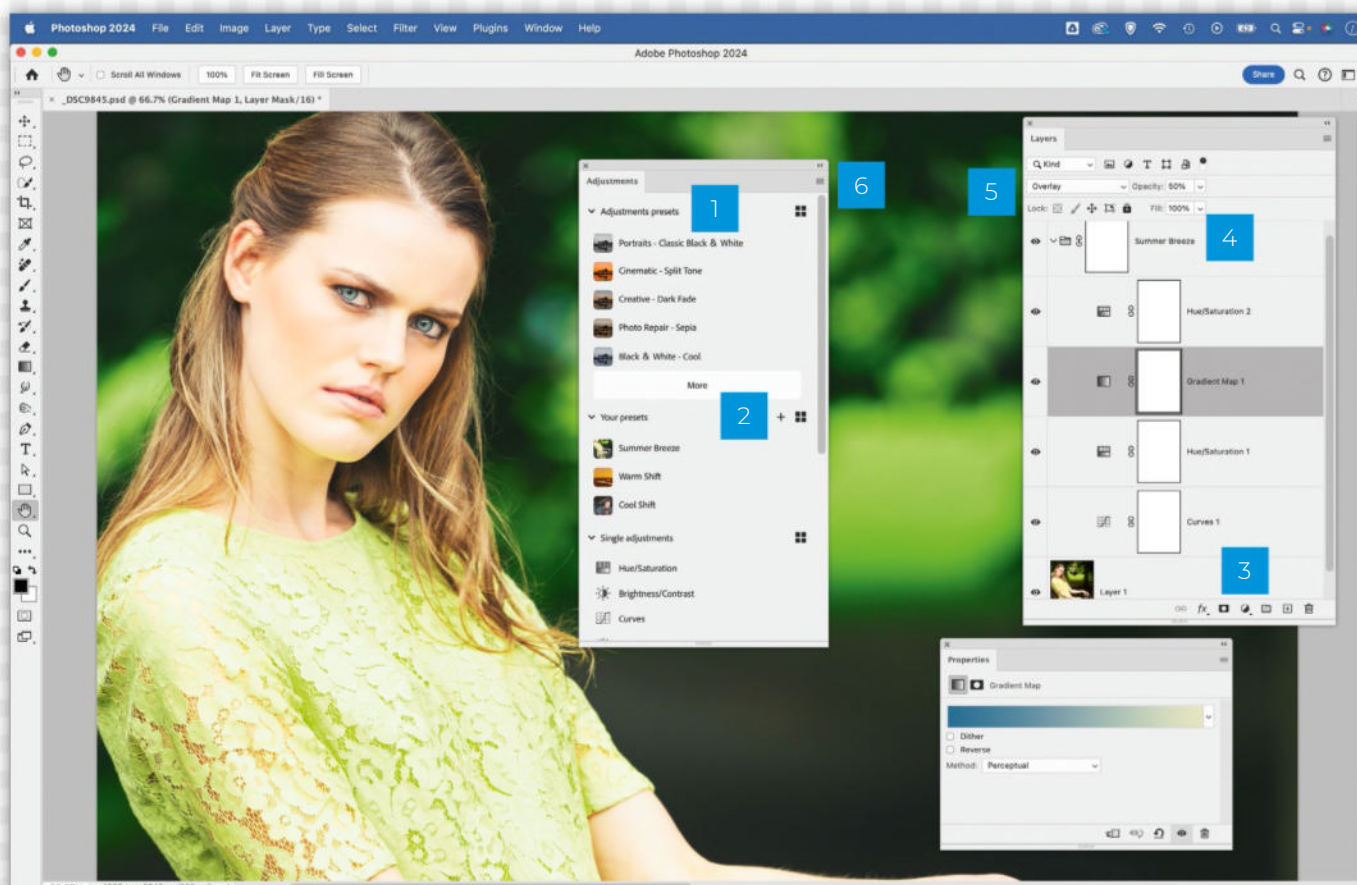 Photoshop 2024 File Edit Image Layer Type Select Filter View Plugins Window Help
Adobe Photoshop 2024
Scroll All Windows 100% Fit Screen Fill Screen Share
× _DSC9845.psd @ 66.7% (Gradient Map 1, Layer Mask/16) *
Adjustments
1
Adjustments presets
Portraits - Classic Black & White
Cinematic - Split Tone
Creative - Dark Fade
Photo Repair - Sepia
Black & White - Cool
More
2
Your presets +
Summer Breeze
Warm Shift
Cool Shift
Single adjustments
Hue/Saturation
Brightness/Contrast
Curves
6
5
Layers
Kind
Overlay Opacity: 50%
Lock: Fill: 100%
4
Summer Breeze
Hue/Saturation 2
Gradient Map 1
Hue/Saturation 1
Curves 1
3
Layer 1
fx
Properties
Gradient Map
Dither
Reverse
Method: Perceptual